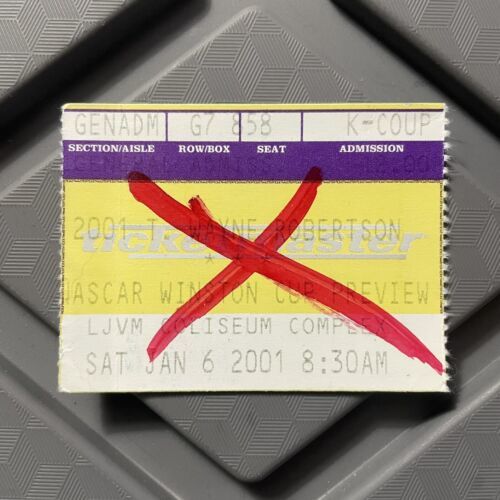 GENADM G7 858 K-COUP
SECTION/AISLE ROW/BOX SEAT ADMISSION
2001 T. WAYNE ROBERTSON
ticketmaster
NASCAR WINSTON CUP PREVIEW
LJVM COLISEUM COMPLEX
SAT JAN 6 2001 8:30AM